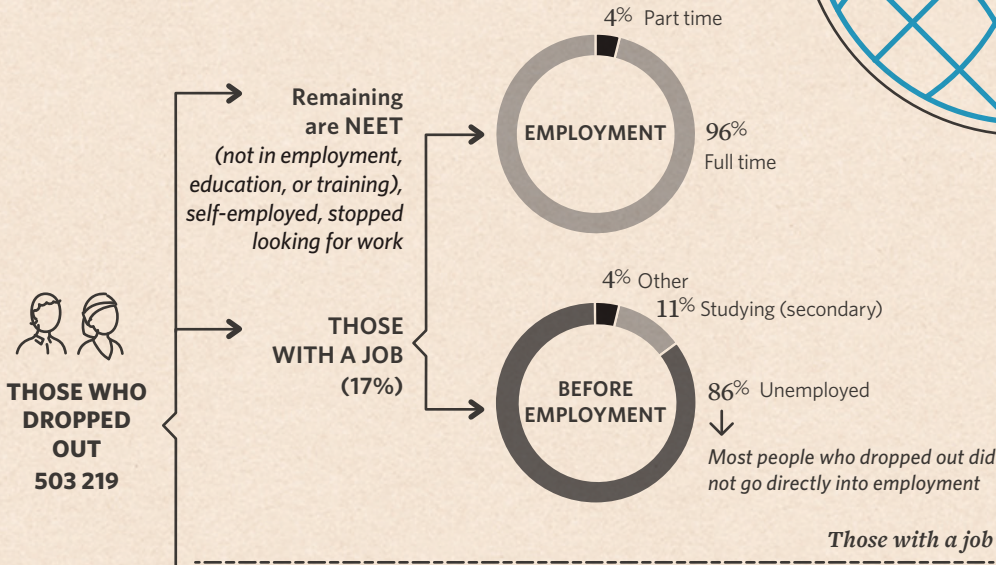 4% Part time
Remaining
are NEET
(not in employment,
education, or training),
self-employed, stopped
looking for work
EMPLOYMENT
96%
Full time
4% Other
11% Studying (secondary)
THOSE
WITH A JOB
(17%)
THOSE WHO
DROPPED
OUT
503 219
BEFORE
EMPLOYMENT
86% Unemployed
Most people who dropped out did
not go directly into employment
Those with a job